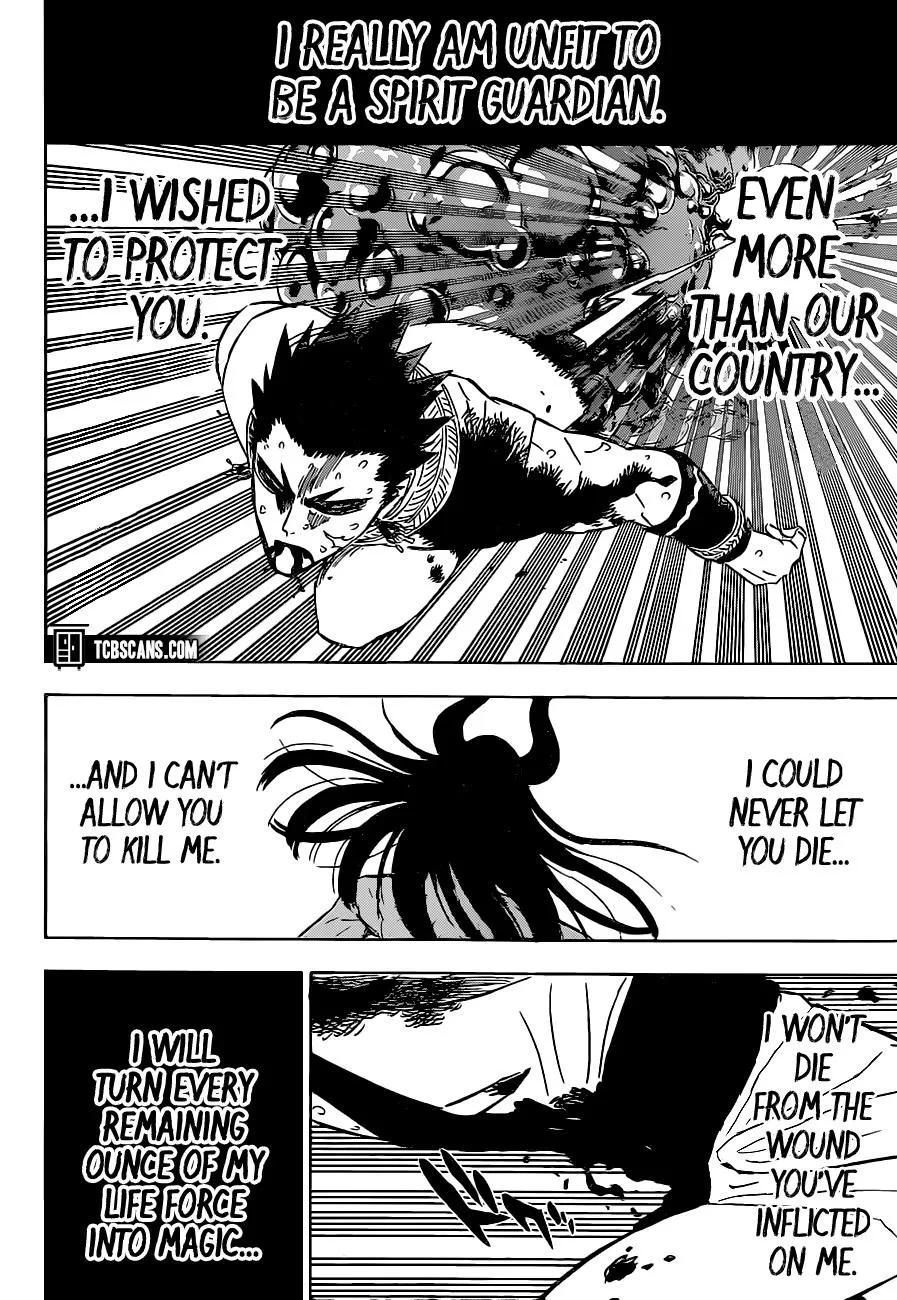 I REALLY AM UNFIT TO
BE A SPIRIT GUARDIAN.
EVEN
MORE
THAN OUR
COUNTRY...
...I WISHED
TO PROTECT
YOU.
TCBSCANS.COM
I COULD
NEVER LET
YOU DIE...
...AND I CAN'T
ALLOW YOU
TO KILL ME.
I WON'T
DIE
FROM THE
WOUND
YOU'VE
INFLICTED
ON ME.
I WILL
TURN EVERY
REMAINING
OUNCE OF MY
LIFE FORCE
INTO MAGIC...